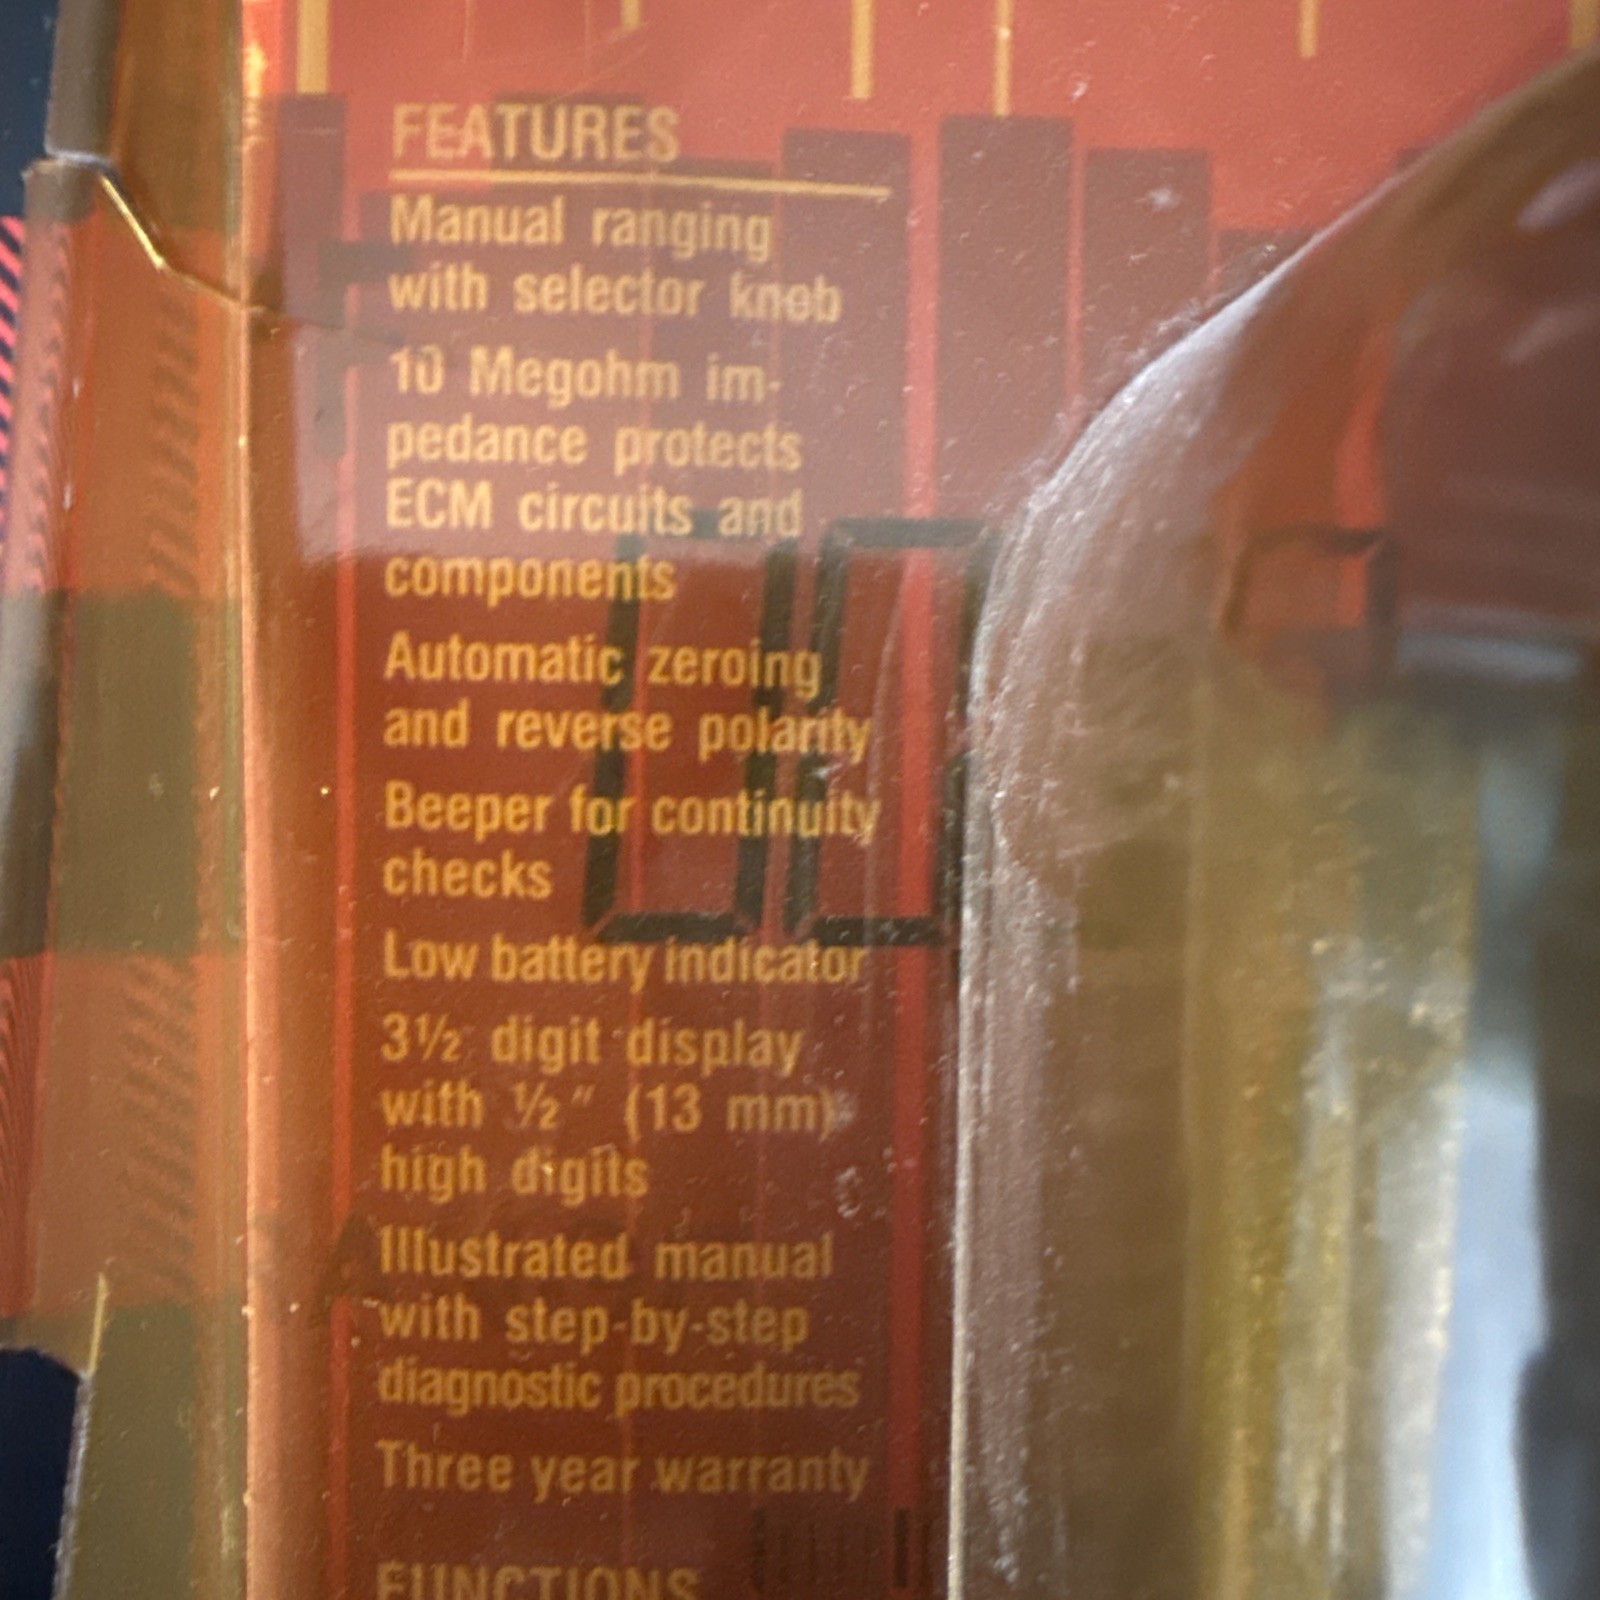 FEATURES
Manual ranging
with selector knob
10 Megohm im-
pedance protects
ECM circuits and
components
Automatic zeroing
and reverse polarity
Beeper for continuity
checks
Low battery indicator
3½ digit display
with ½" (13 mm)
high digits
Illustrated manual
with step-by-step
diagnostic procedures
Three year warranty
FUNCTIONS